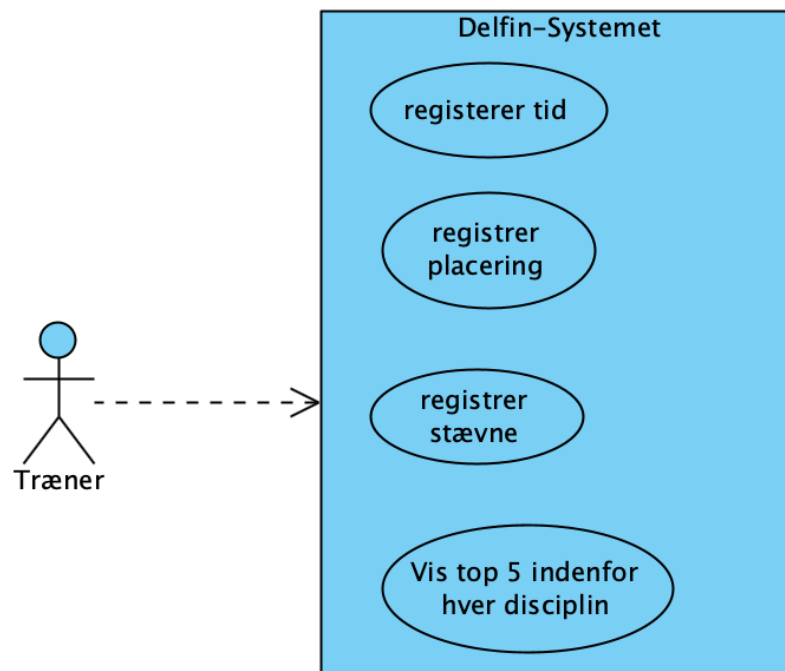 Delfin-Systemet
registerer tid
registrer
placering
registrer
stævne
Træner
Vis top 5 indenfor
hver disciplin